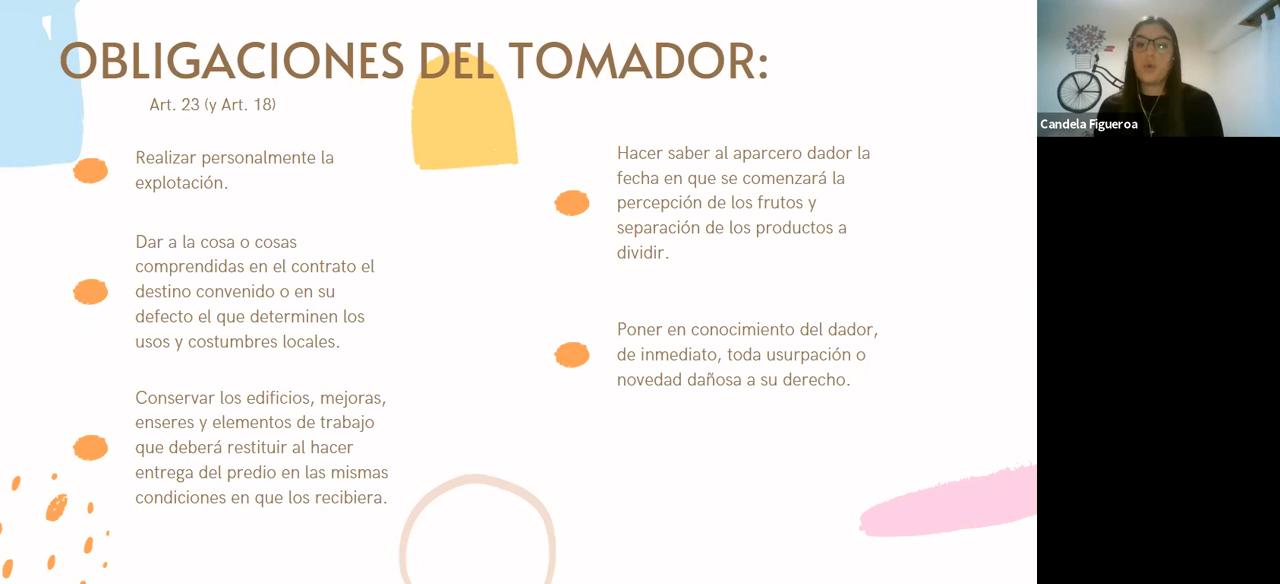 OBLIGACIONES DEL TOMADOR:
Art. 23 (y Art. 18)
Realizar personalmente la
explotación.
Dar a la cosa o cosas
comprendidas en el contrato el
destino convenido o en su
defecto el que determinen los
usos y costumbres locales.
Conservar los edificios, mejoras,
enseres y elementos de trabajo
que deberá restituir al hacer
entrega del predio en las mismas
condiciones en que los recibiera.
Hacer saber al aparcero dador la
fecha en que se comenzará la
percepción de los frutos y
separación de los productos a
dividir.
Poner en conocimiento del dador,
de inmediato, toda usurpación o
novedad dañosa a su derecho.
Candela Figueroa